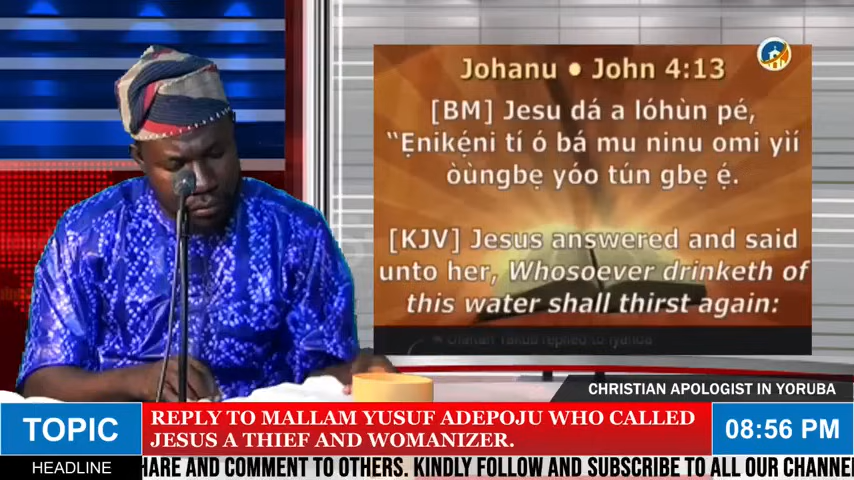 Johanu • John 4:13
[BM] Jesu dá a lóhùn pé,
“Ẹnikẹ́ni tí ó bá mu ninu omi yìí
òùngbẹ yóo tún gbẹ ẹ́.
[KJV] Jesus answered and said
unto her, Whosoever drinketh of
this water shall thirst again:
replied to Iyanda
CHRISTIAN APOLOGIST IN YORUBA
TOPIC
REPLY TO MALLAM YUSUF ADEPOJU WHO CALLED
JESUS A THIEF AND WOMANIZER.
08:56 PM
HEADLINE
HARE AND COMMENT TO OTHERS. KINDLY FOLLOW AND SUBSCRIBE TO ALL OUR CHANNE